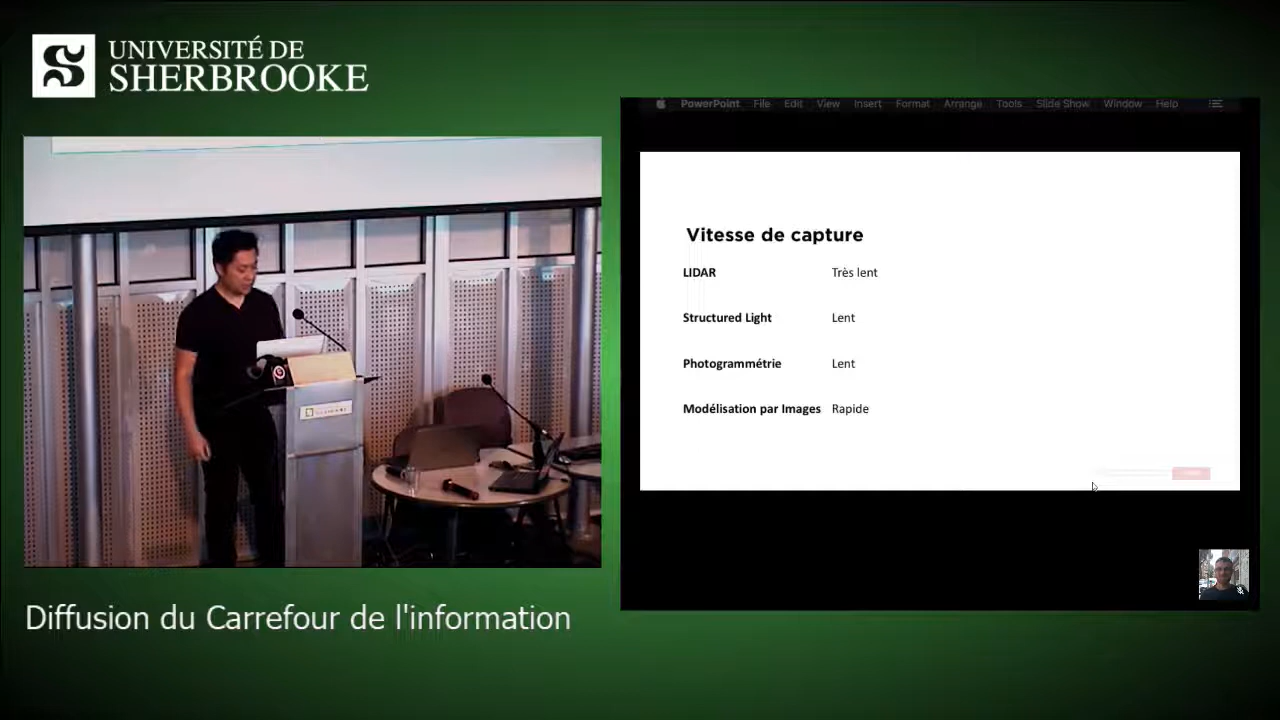 UNIVERSITÉ DE
SHERBROOKE
PowerPoint File Edit View Insert Format Arrange Tools Slide Show Window Help
Vitesse de capture
LIDAR Très lent
Structured Light Lent
Photogrammétrie Lent
Modélisation par Images Rapide
Diffusion du Carrefour de l'information